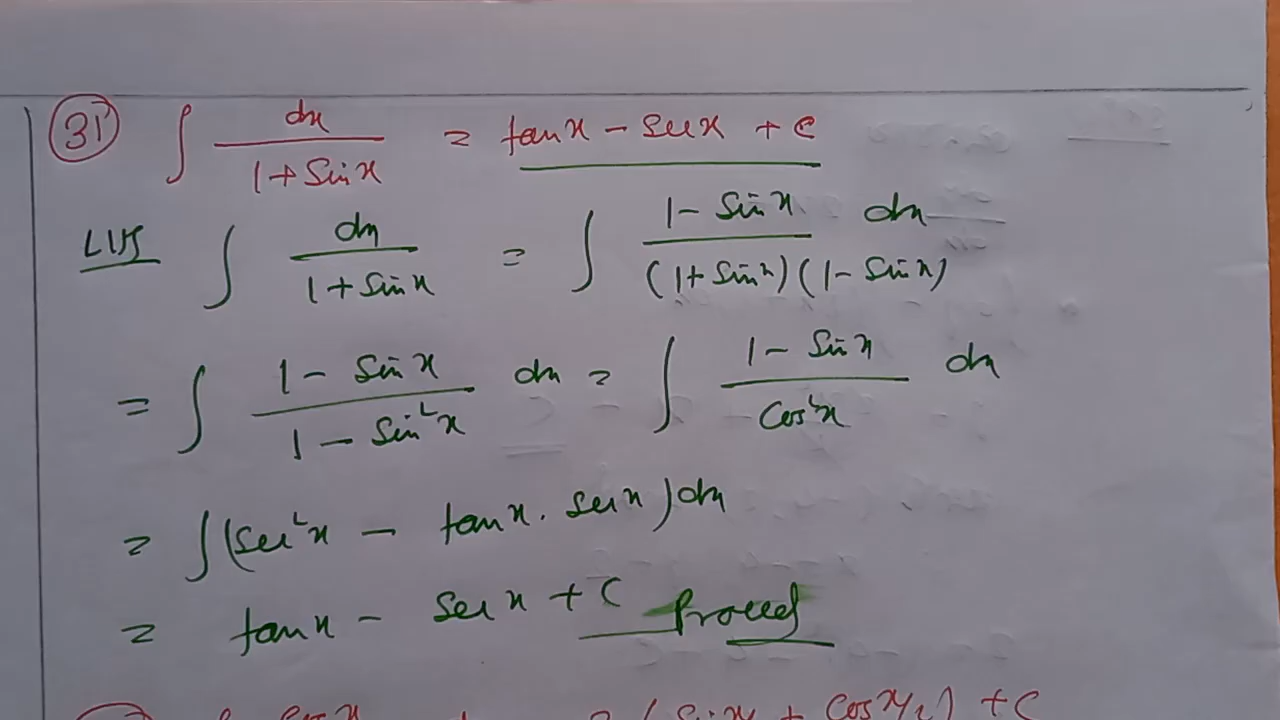 31 ∫ dx/(1+Sin x) = tan x - sec x + c
LHS ∫ dx/(1+Sin x) = ∫ (1 - Sin x)/((1+Sin x)(1-Sin x)) dx
= ∫ (1 - Sin x)/(1 - Sin²x) dx = ∫ (1 - Sin x)/(Cos²x) dx
= ∫(Sec²x - tan x. Sec x)dx
= tan x - Sec x + C Proved
+ C